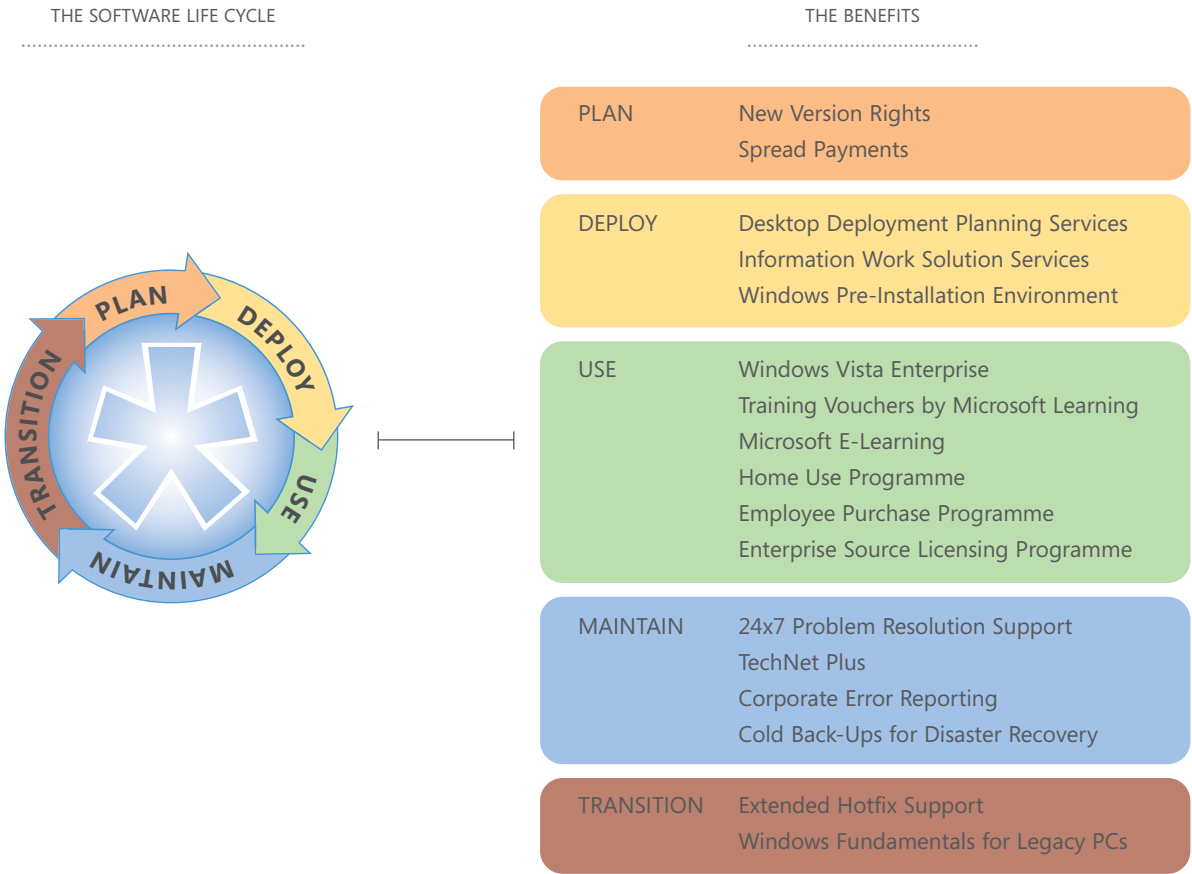 THE SOFTWARE LIFE CYCLE
THE BENEFITS
PLAN
DEPLOY
USE
MAINTAIN
TRANSITION
PLAN
New Version Rights
Spread Payments
DEPLOY
Desktop Deployment Planning Services
Information Work Solution Services
Windows Pre-Installation Environment
USE
Windows Vista Enterprise
Training Vouchers by Microsoft Learning
Microsoft E-Learning
Home Use Programme
Employee Purchase Programme
Enterprise Source Licensing Programme
MAINTAIN
24x7 Problem Resolution Support
TechNet Plus
Corporate Error Reporting
Cold Back-Ups for Disaster Recovery
TRANSITION
Extended Hotfix Support
Windows Fundamentals for Legacy PCs